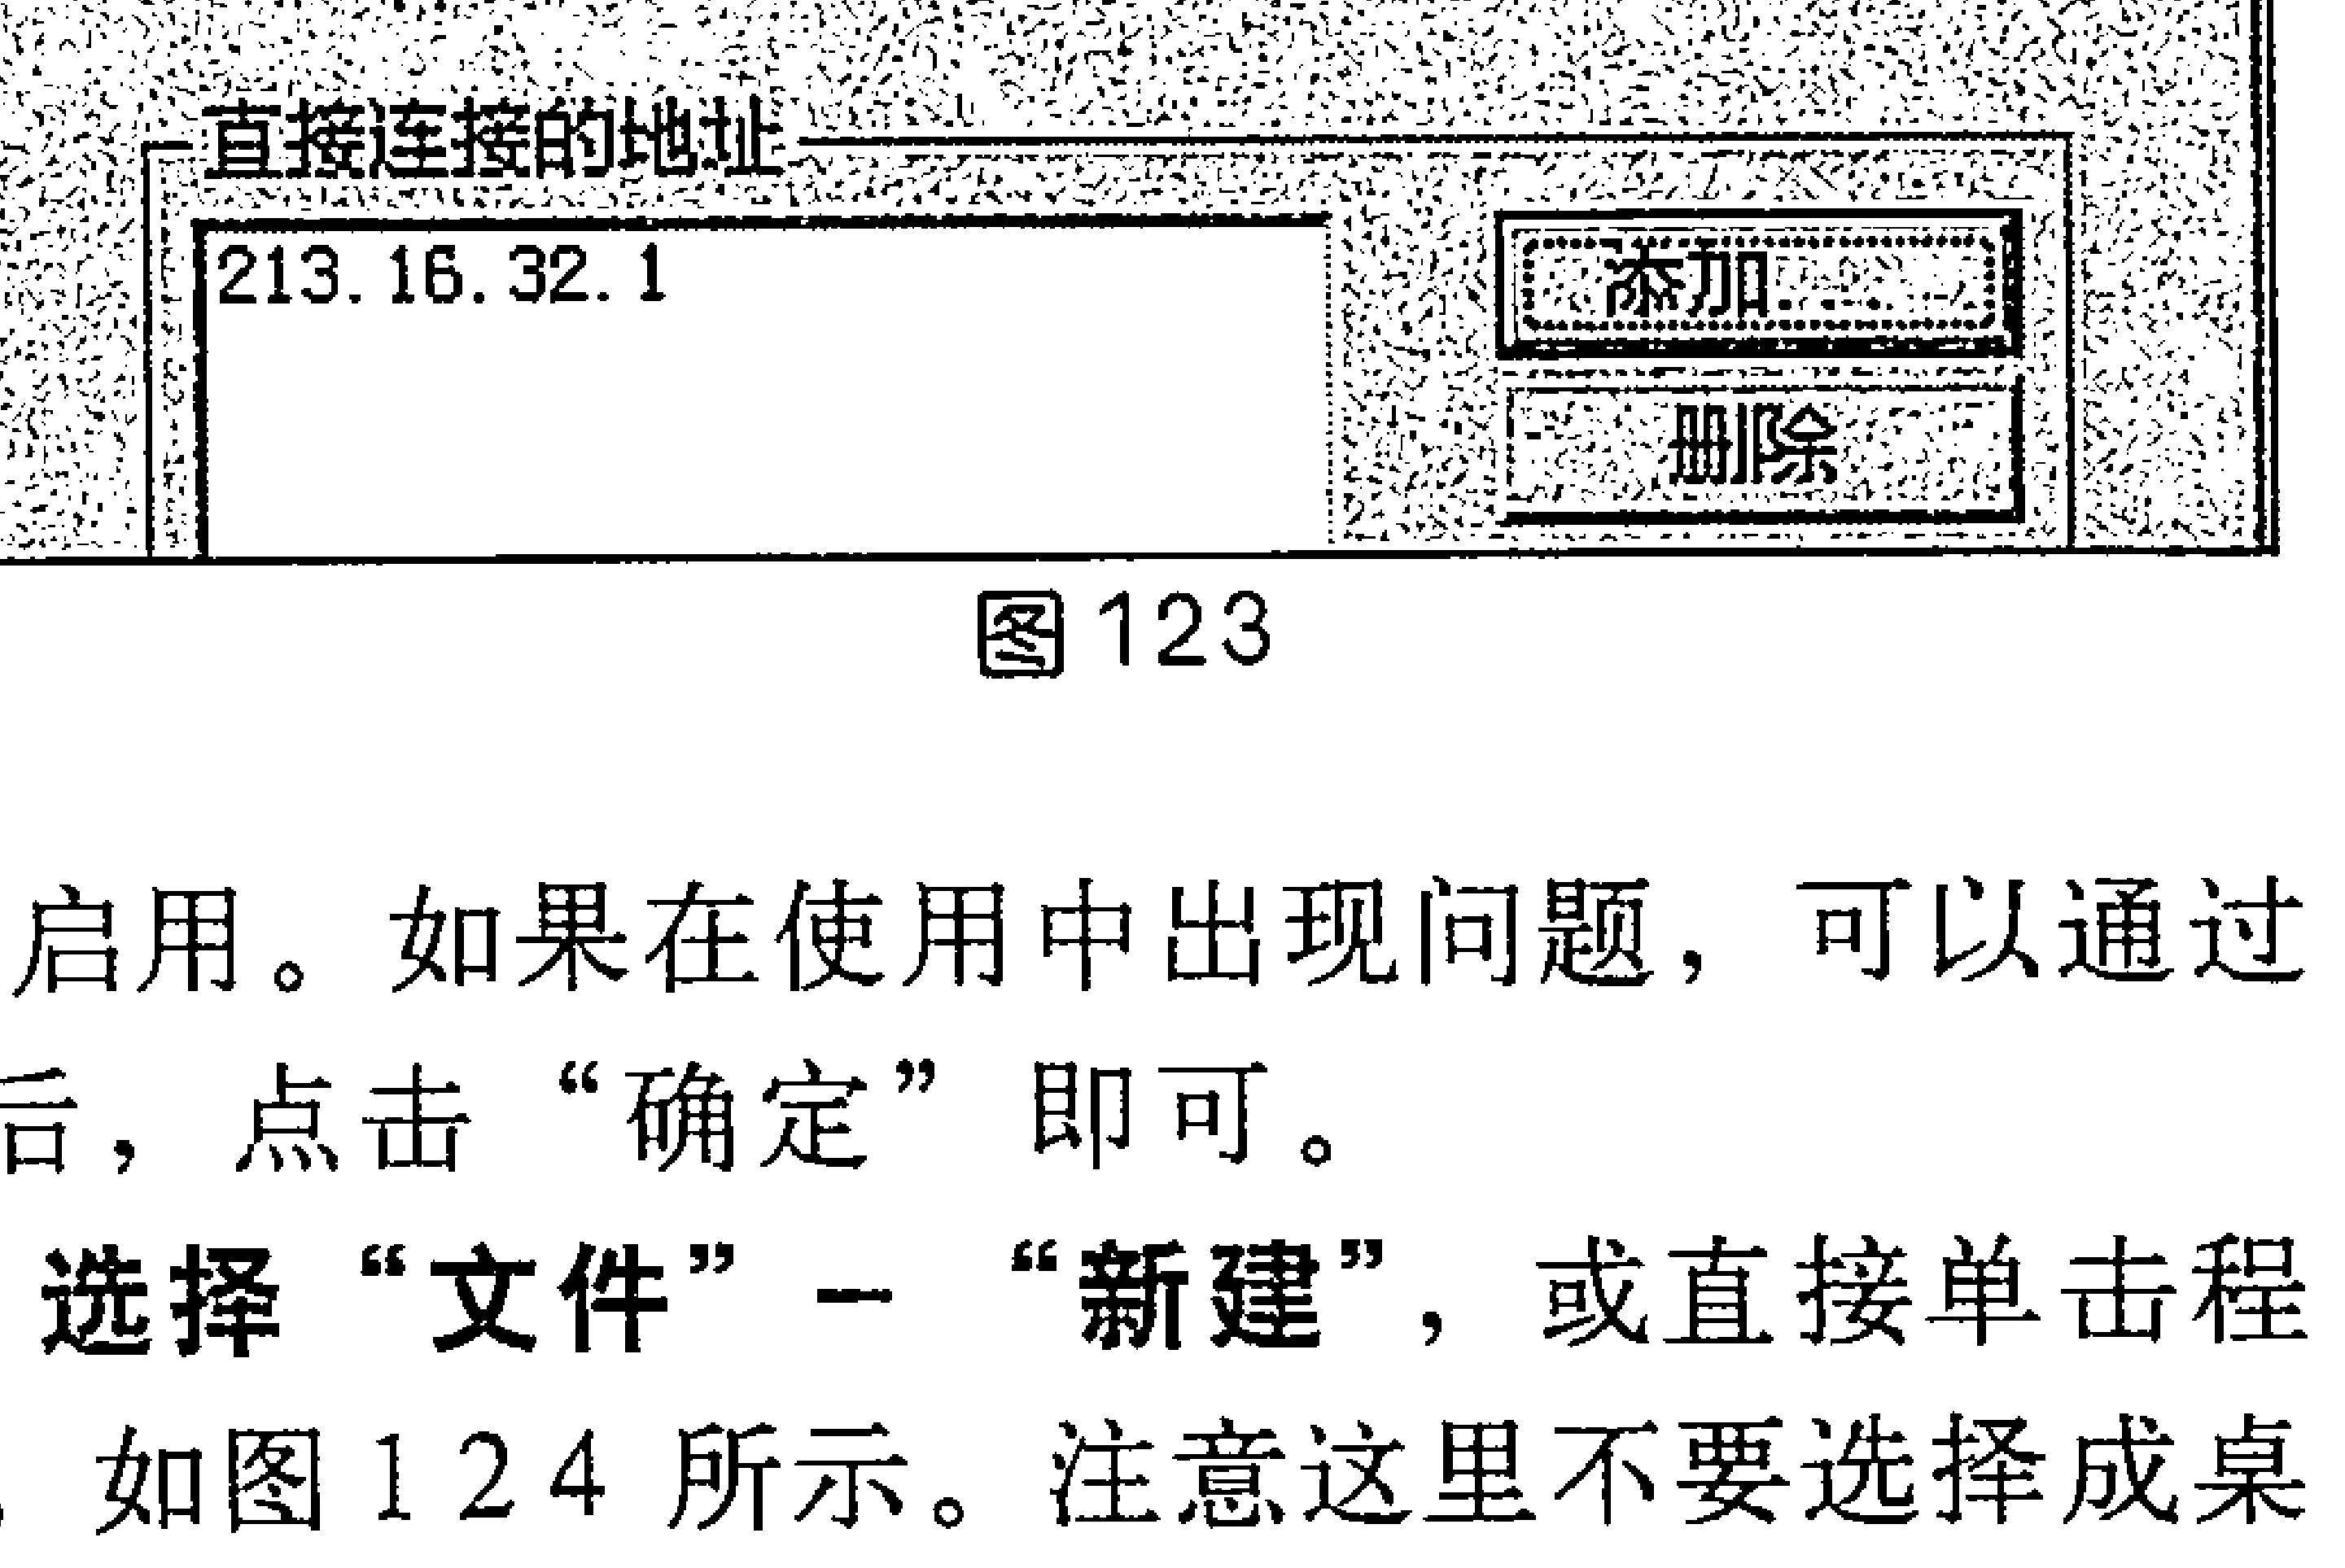 直接连接的地址
213.16.32.1
添加...
删除
图123
启用。如果在使用中出现问题，可以通过
后，点击“确定”即可。
选择“文件”－“新建”，或直接单击程
如图124所示。注意这里不要选择成桌